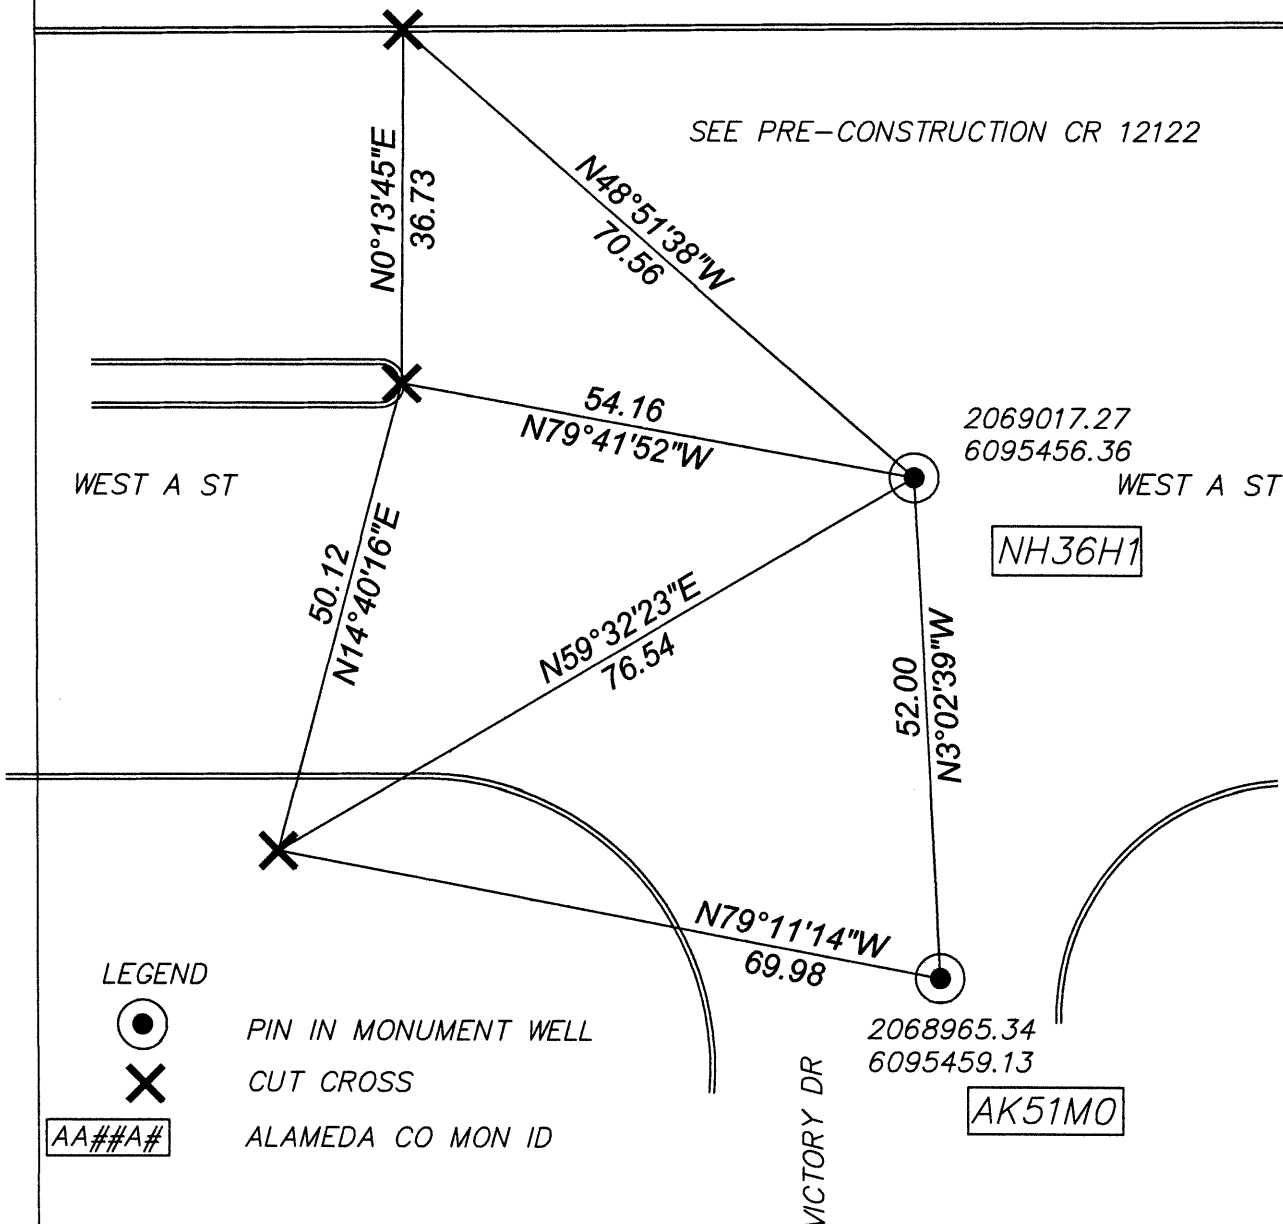 SEE PRE-CONSTRUCTION CR 12122
N0°13'45"E
36.73
N48°51'38"W
70.56
54.16
N79°41'52"W
2069017.27
6095456.36
WEST A ST
WEST A ST
NH36H1
50.12
N14°40'16"E
N59°32'23"E
76.54
52.00
N3°02'39"W
N79°11'14"W
69.98
LEGEND
PIN IN MONUMENT WELL
CUT CROSS
AA##A#
ALAMEDA CO MON ID
2068965.34
6095459.13
AK51M0
VICTORY DR